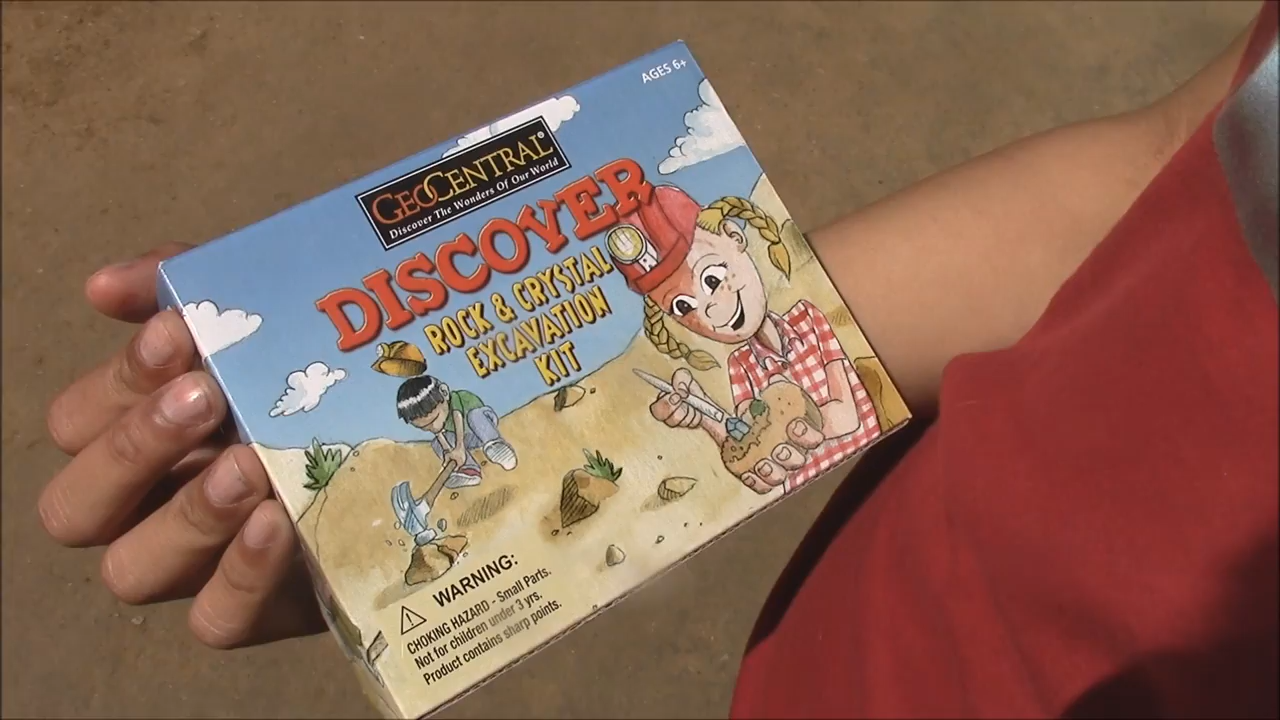 AGES 6+
GEOCENTRAL®
Discover The Wonders Of Our World
DISCOVER
ROCK & CRYSTAL
EXCAVATION
KIT
WARNING:
CHOKING HAZARD - Small Parts.
Not for children under 3 yrs.
Product contains sharp points.